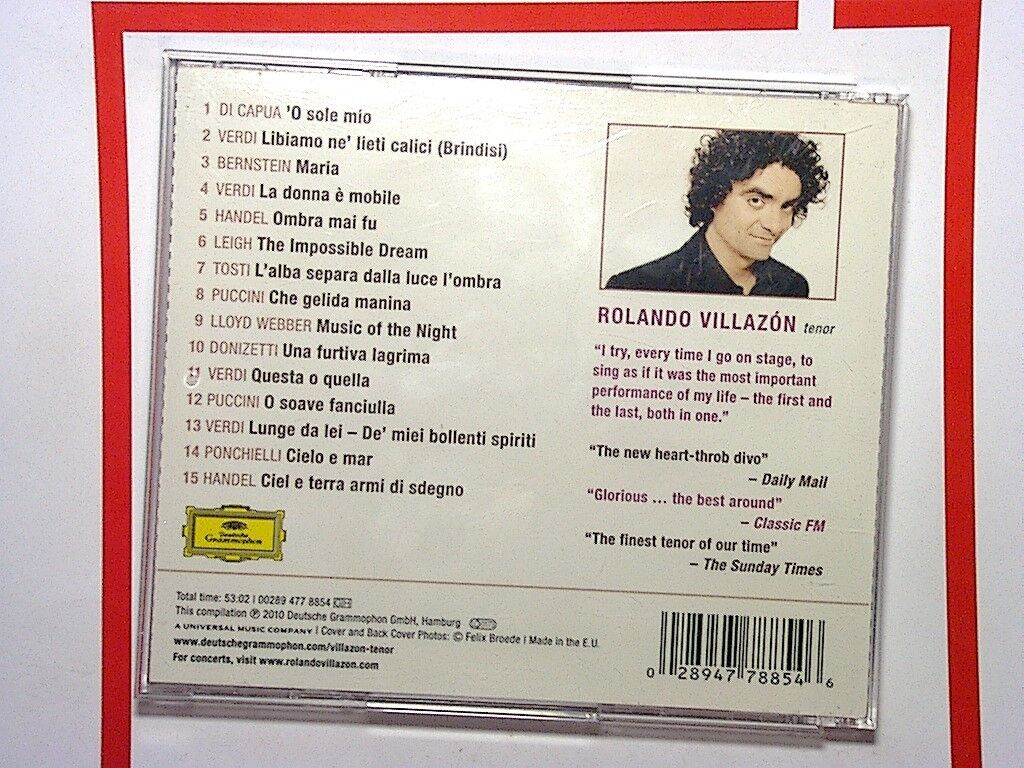 1 DI CAPUA 'O sole mio
2 VERDI Libiamo ne' lieti calici (Brindisi)
3 BERNSTEIN Maria
4 VERDI La donna è mobile
5 HANDEL Ombra mai fu
6 LEIGH The Impossible Dream
7 TOSTI L'alba separa dalla luce l'ombra
8 PUCCINI Che gelida manina
9 LLOYD WEBBER Music of the Night
10 DONIZETTI Una furtiva lagrima
11 VERDI Questa o quella
12 PUCCINI O soave fanciulla
13 VERDI Lunge da lei – De' miei bollenti spiriti
14 PONCHIELLI Cielo e mar
15 HANDEL Ciel e terra armi di sdegno
Deutsche
Grammophon
ROLANDO VILLAZÓN tenor
"I try, every time I go on stage, to
sing as if it was the most important
performance of my life – the first and
the last, both in one."
"The new heart-throb divo"
– Daily Mail
"Glorious ... the best around"
– Classic FM
"The finest tenor of our time"
– The Sunday Times
Total time: 53:02 | 00289 477 8854
This compilation ℗ 2010 Deutsche Grammophon GmbH, Hamburg
A UNIVERSAL MUSIC COMPANY | Cover and Back Cover Photos: © Felix Broede | Made in the E.U.
www.deutschegrammophon.com/villazon-tenor
For concerts, visit www.rolandovillazon.com
0 28947 78854 6